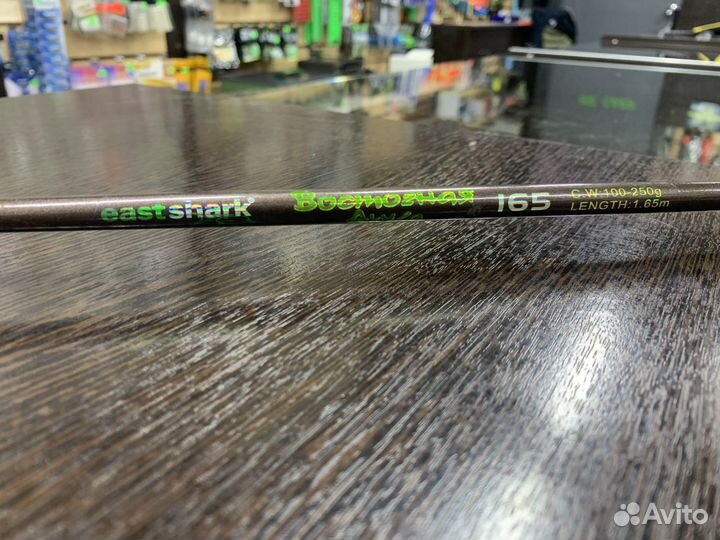 eastshark
Восточная
165
C.W 100-250g
LENGTH:1.65m
Avito